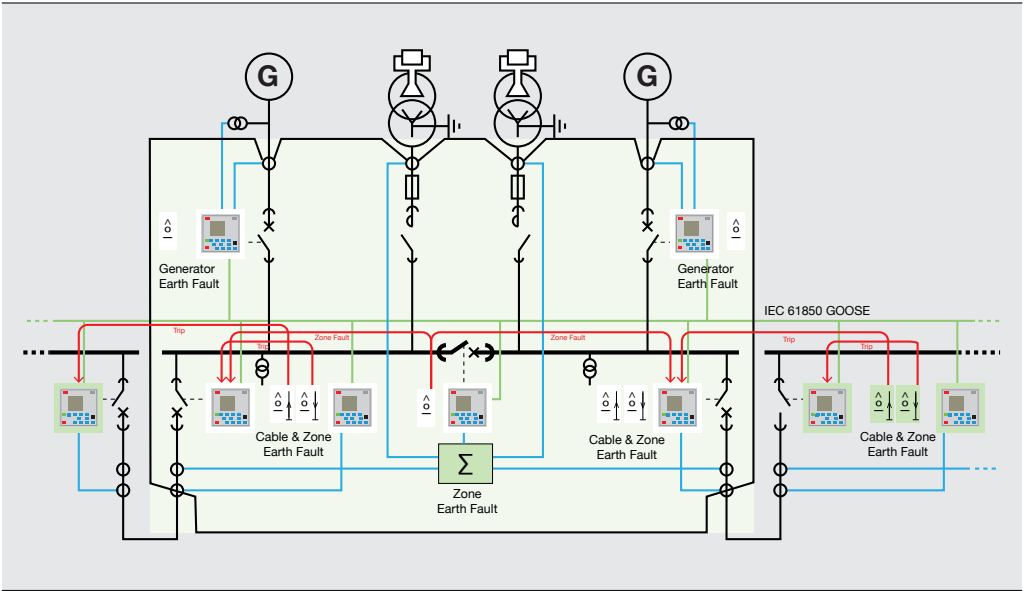 G
G
Generator
Earth Fault
Generator
Earth Fault
IEC 61850 GOOSE
Trip
Zone Fault
Zone Fault
Trip
Trip
Trip
Cable & Zone
Earth Fault
Cable & Zone
Earth Fault
Cable & Zone
Earth Fault
Σ
Zone
Earth Fault